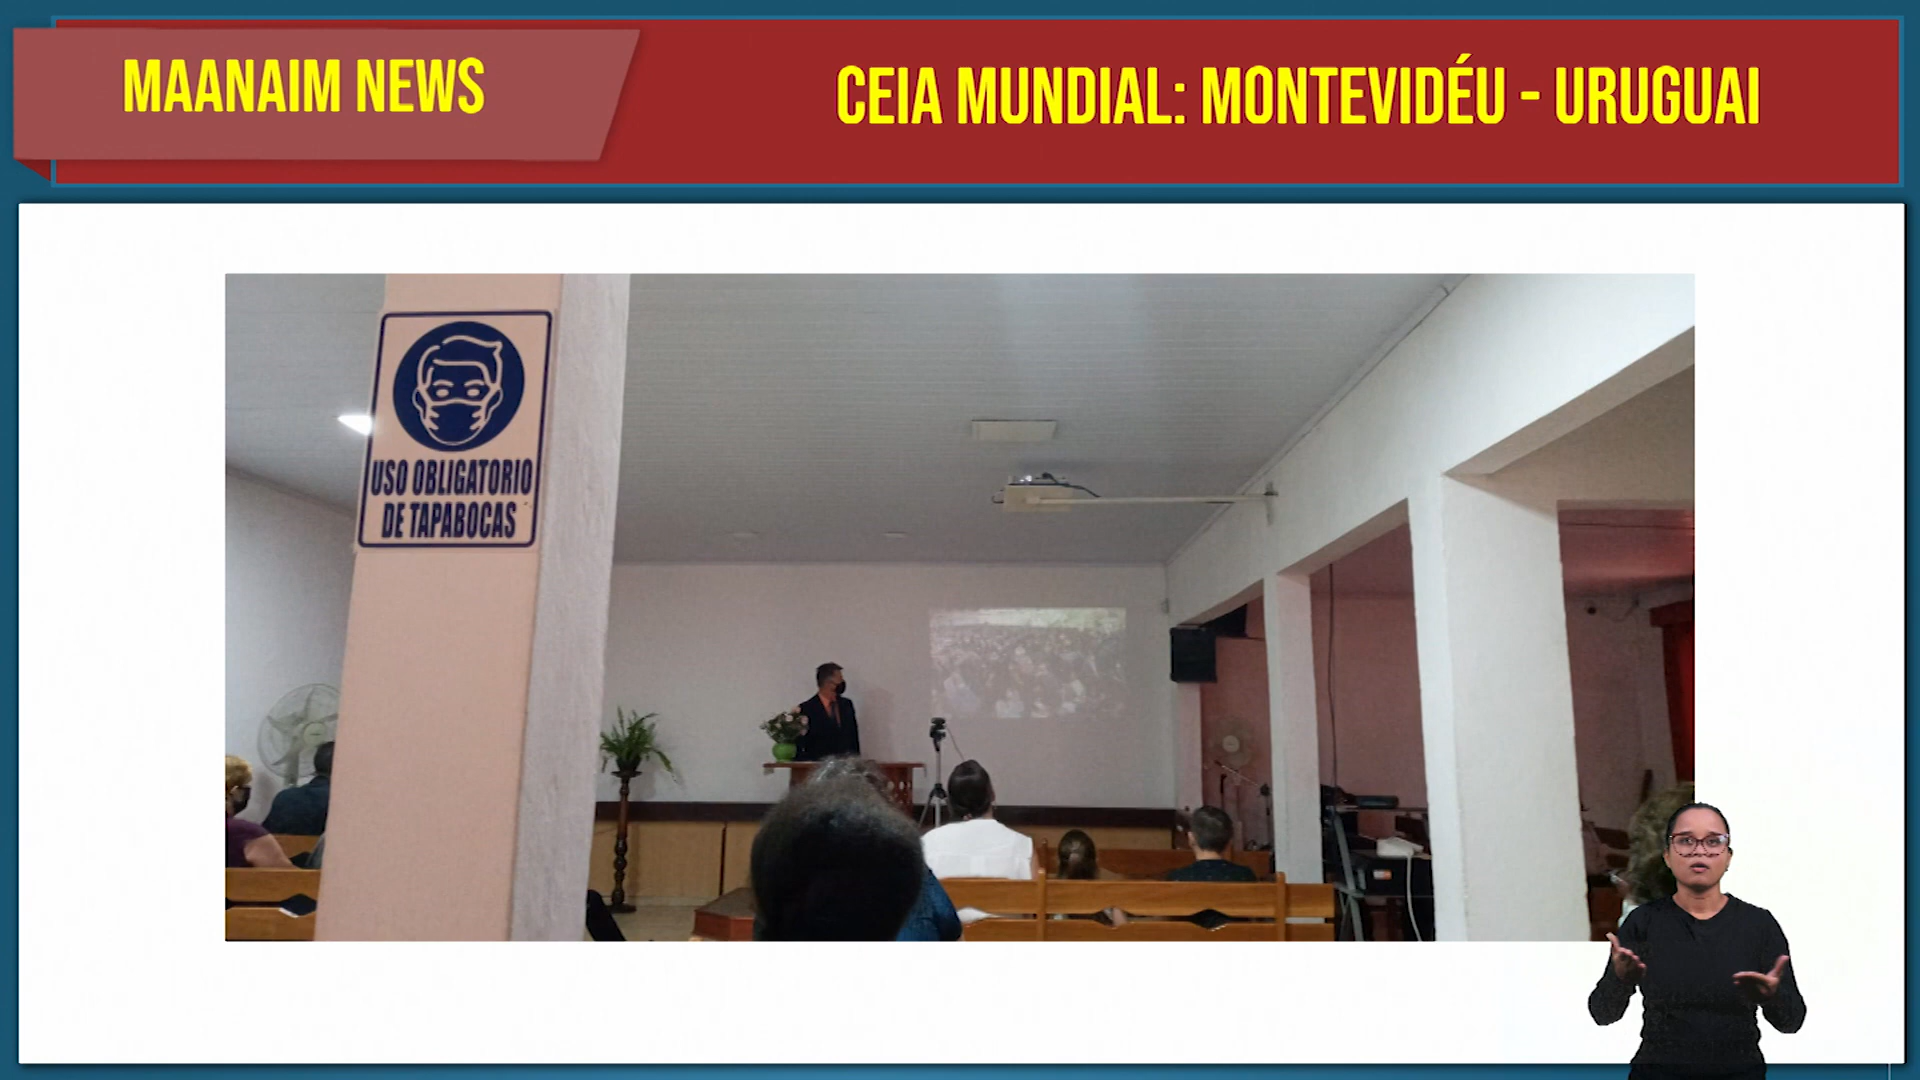 MAANAIM NEWS
CEIA MUNDIAL: MONTEVIDÉU - URUGUAI
USO OBLIGATORIO
DE TAPABOCAS